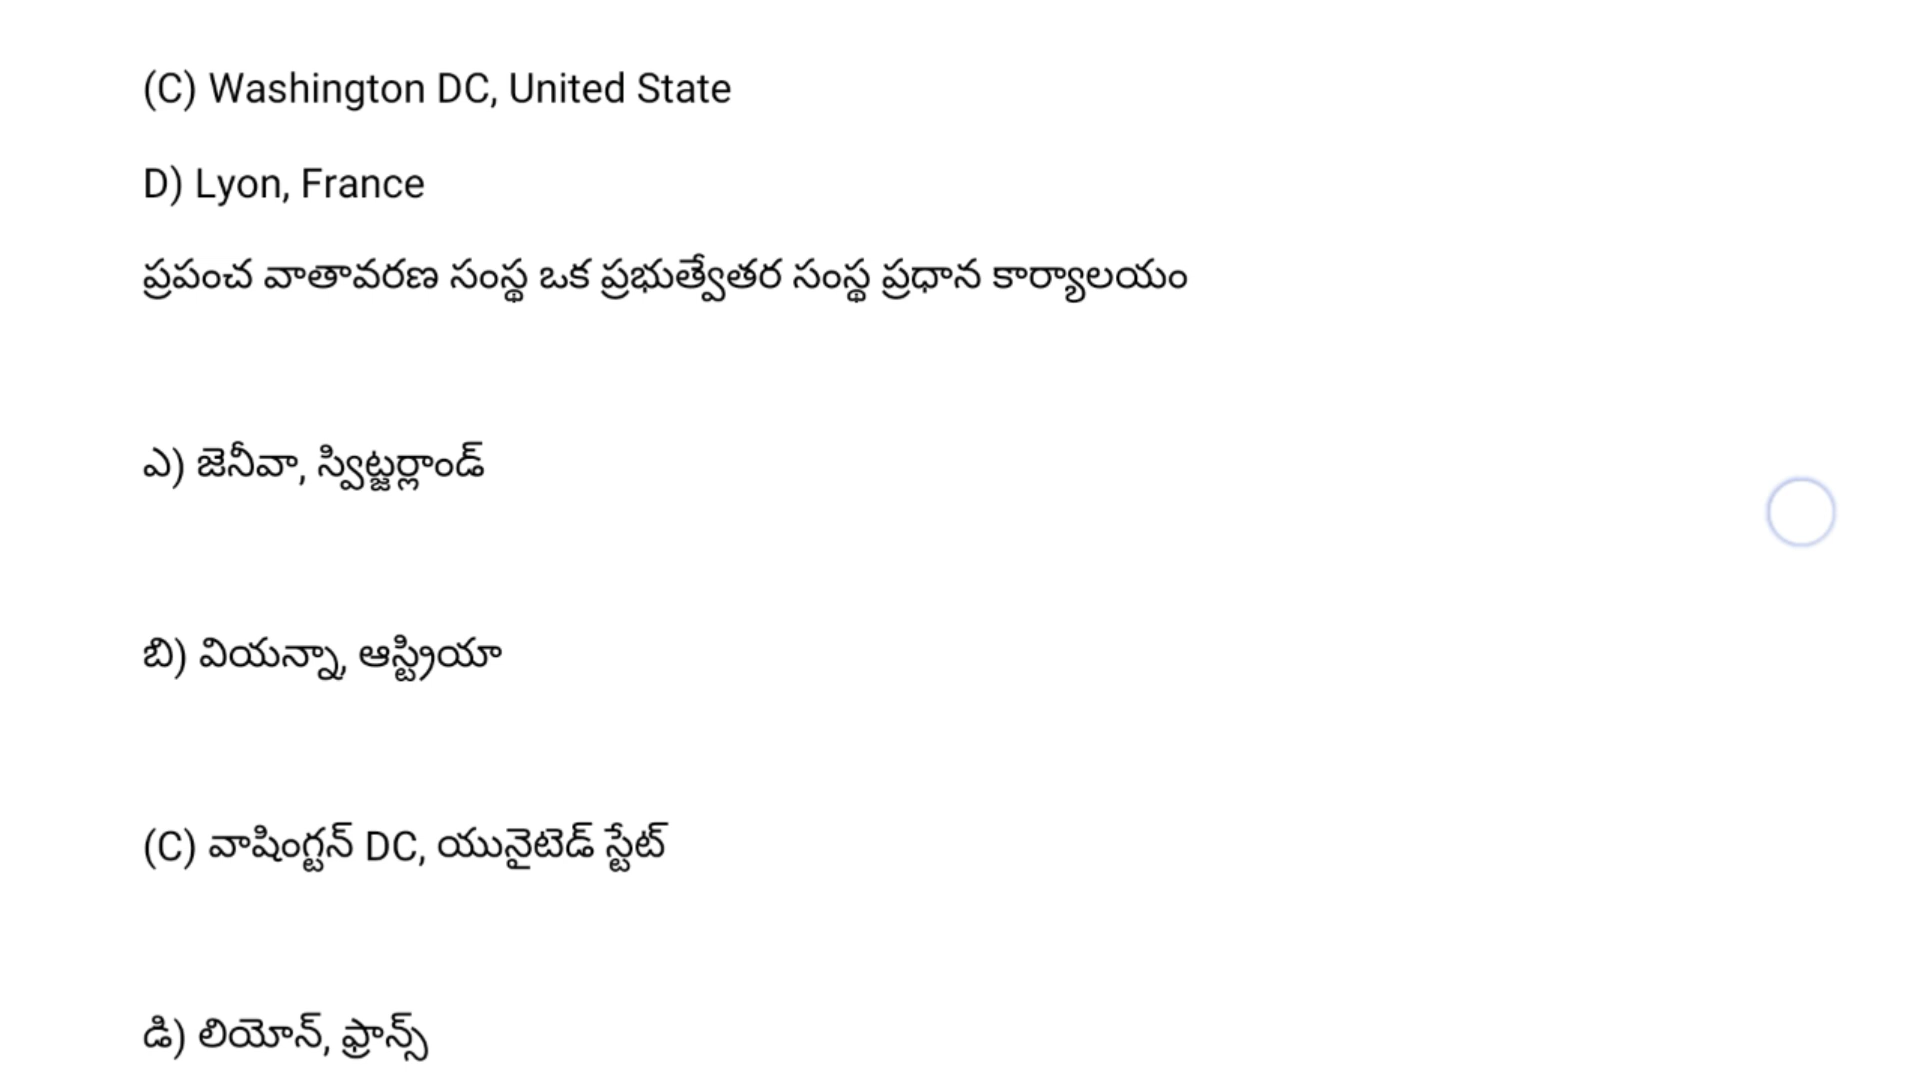 (C) Washington DC, United State
D) Lyon, France
ప్రపంచ వాతావరణ సంస్థ ఒక ప్రభుత్వేతర సంస్థ ప్రధాన కార్యాలయం
ఎ) జెనీవా, స్విట్జర్లాండ్
బి) వియన్నా, ఆస్ట్రియా
(C) వాషింగ్టన్ DC, యునైటెడ్ స్టేట్
డి) లియోన్, ఫ్రాన్స్